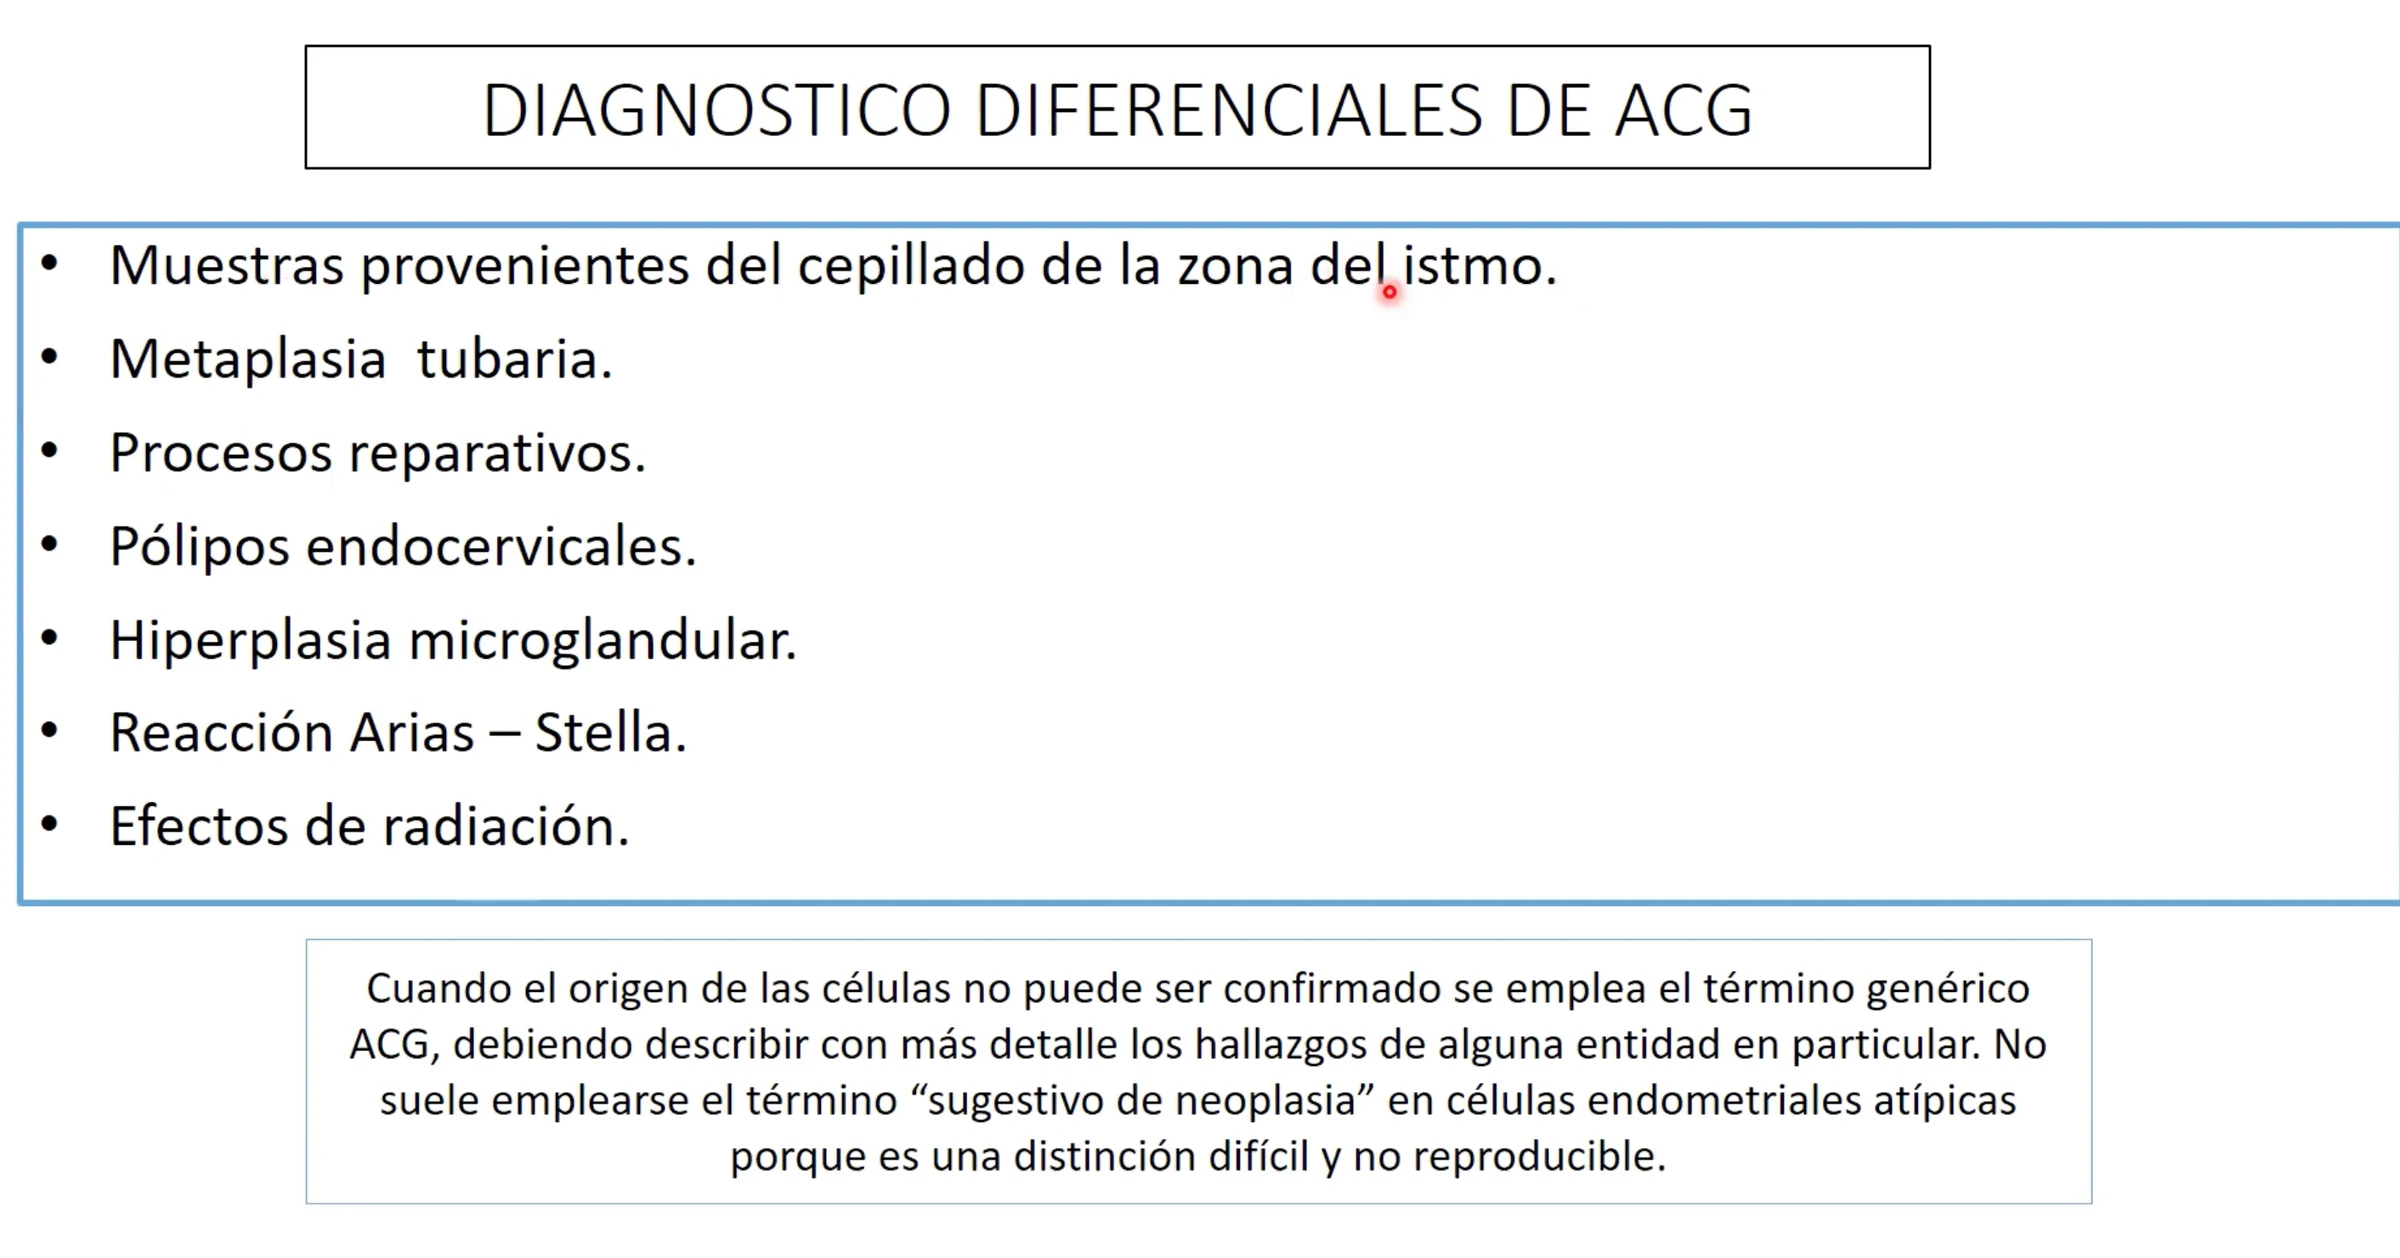 DIAGNOSTICO DIFERENCIALES DE ACG
• Muestras provenientes del cepillado de la zona del istmo.
• Metaplasia tubaria.
• Procesos reparativos.
• Pólipos endocervicales.
• Hiperplasia microglandular.
• Reacción Arias – Stella.
• Efectos de radiación.
Cuando el origen de las células no puede ser confirmado se emplea el término genérico
ACG, debiendo describir con más detalle los hallazgos de alguna entidad en particular. No
suele emplearse el término “sugestivo de neoplasia” en células endometriales atípicas
porque es una distinción difícil y no reproducible.